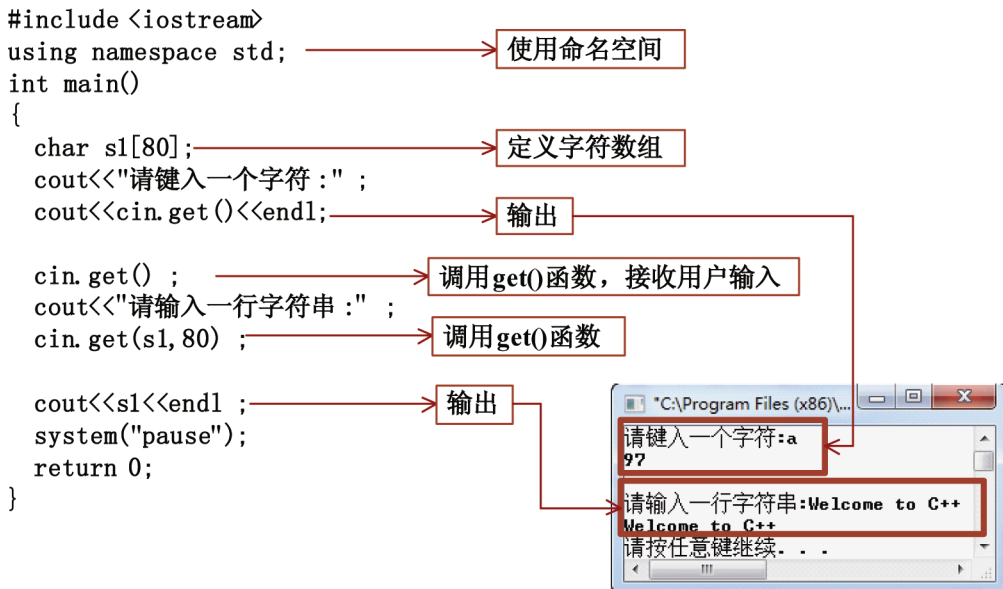 #include <iostream>
using namespace std;
使用命名空间
int main()
{
char s1[80];
定义字符数组
cout<<"请键入一个字符:" ;
cout<<cin.get()<<endl;
输出
cin.get() ;
调用get()函数，接收用户输入
cout<<"请输入一行字符串:" ;
cin.get(s1,80) ;
调用get()函数
cout<<s1<<endl ;
输出
system("pause");
return 0;
}
"C:\Program Files (x86)\...
请键入一个字符:a
97
请输入一行字符串:Welcome to C++
Welcome to C++
请按任意键继续. . .